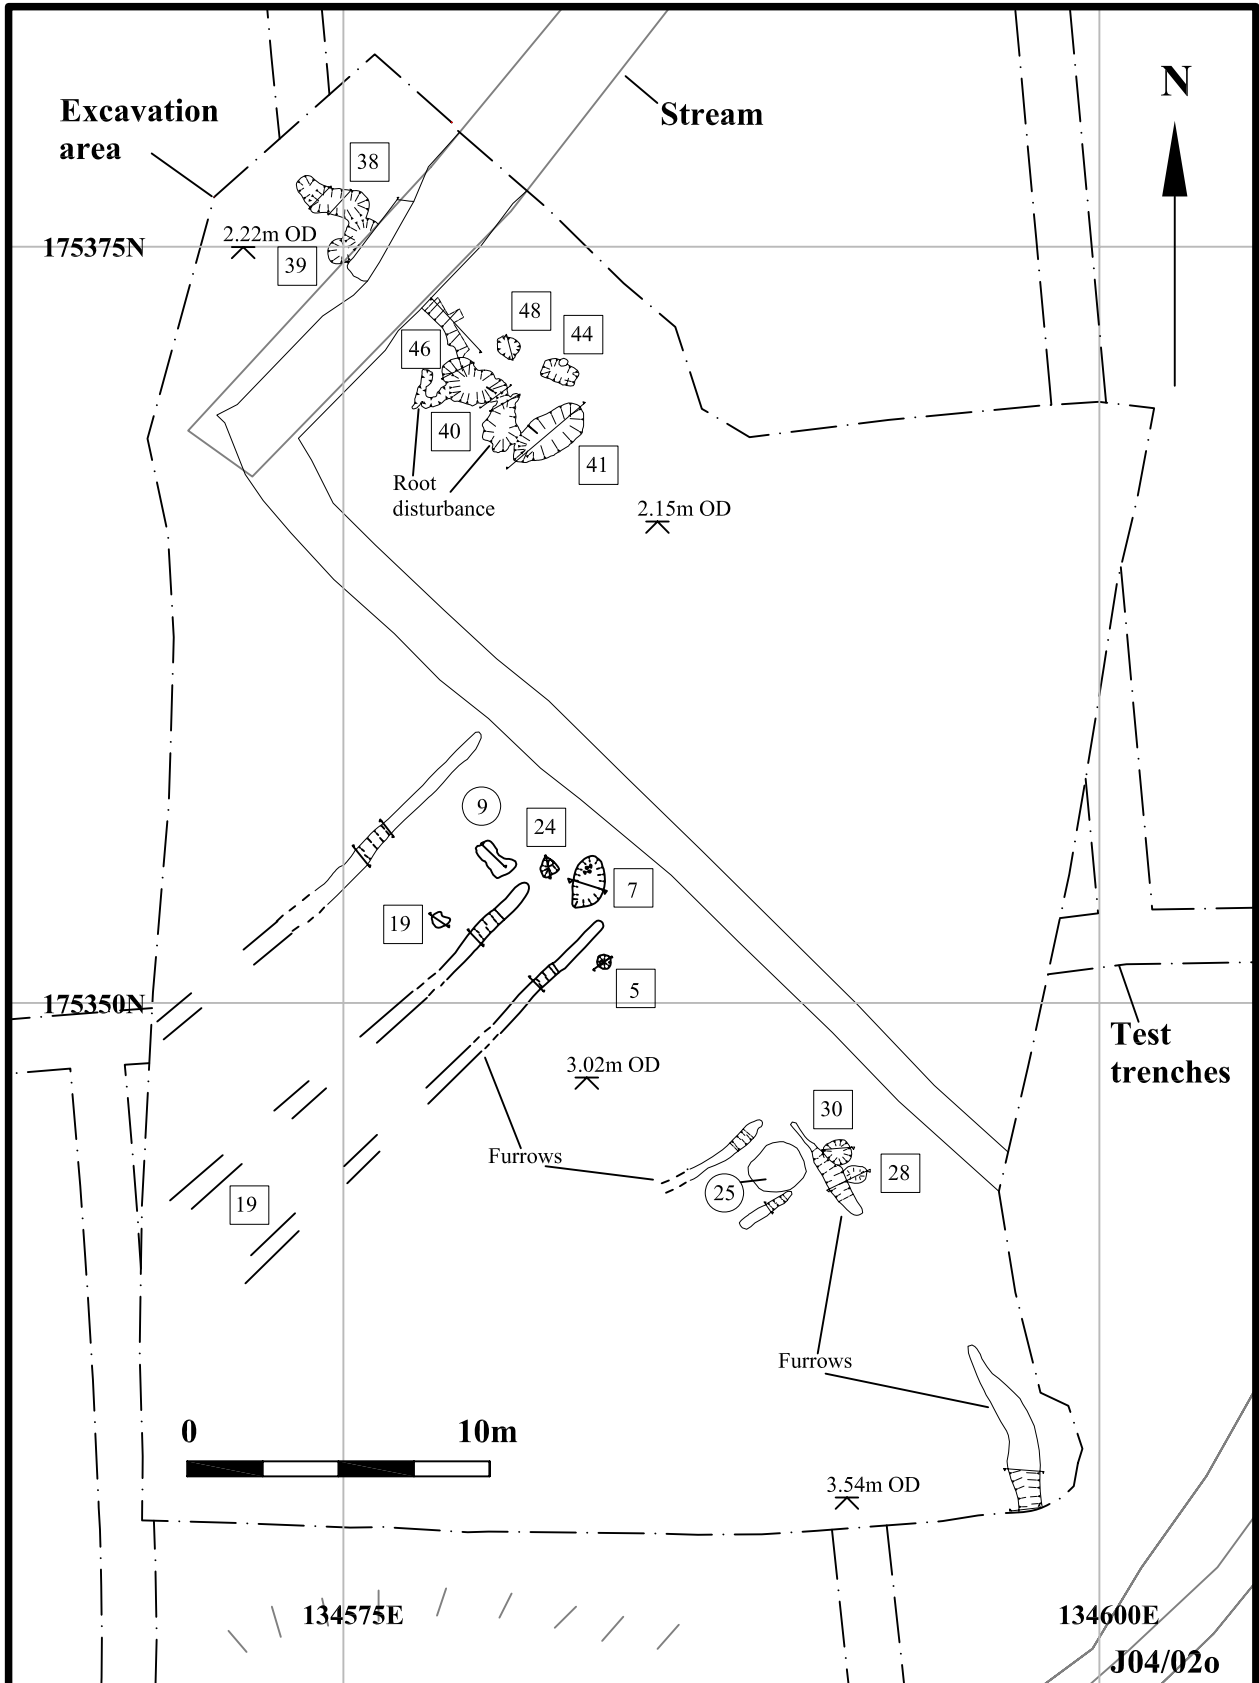 N
Excavation
area
Stream
38
2.22m OD
175375N
39
48
44
46
40
41
Root
disturbance
2.15m OD
9
24
7
19
5
175350N
Test
trenches
3.02m OD
30
Furrows
28
25
19
Furrows
0
10m
3.54m OD
134575E
134600E
J04/02o